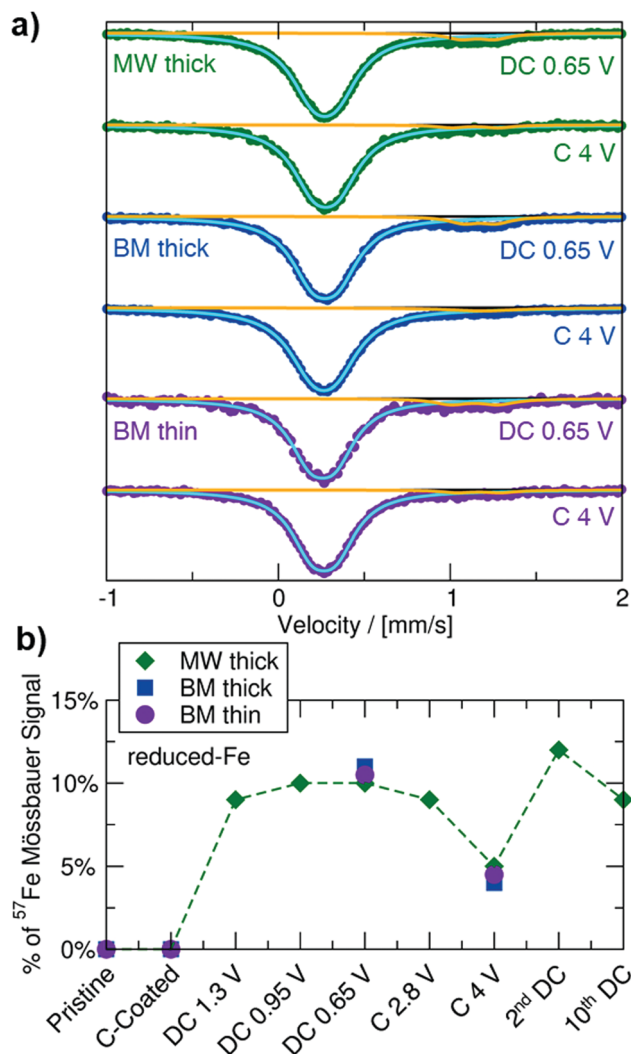 a)
MW thick
DC 0.65 V
C 4 V
BM thick
DC 0.65 V
C 4 V
BM thin
DC 0.65 V
C 4 V
-1
0
1
2
Velocity / [mm/s]
b)
MW thick
BM thick
BM thin
reduced-Fe
15%
10%
5%
0%
% of ⁵⁷Fe Mössbauer Signal
Pristine
C-Coated
DC 1.3 V
DC 0.95 V
DC 0.65 V
C 2.8 V
C 4 V
2ⁿᵈ DC
10ᵗʰ DC